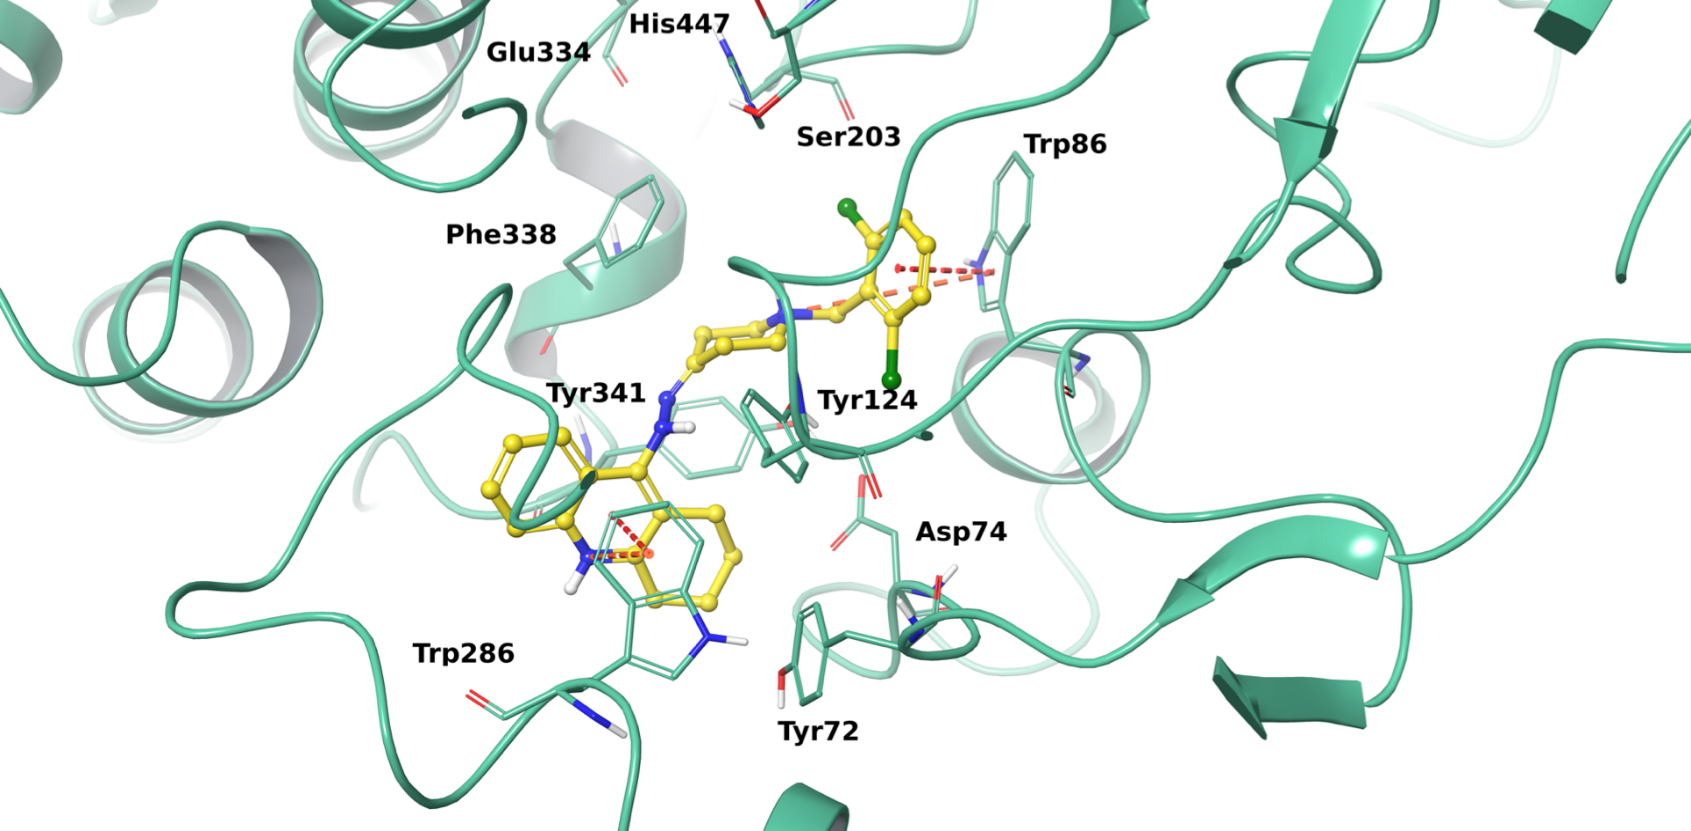 His447
Glu334
Ser203
Trp86
Phe338
Tyr341
Tyr124
Asp74
Trp286
Tyr72